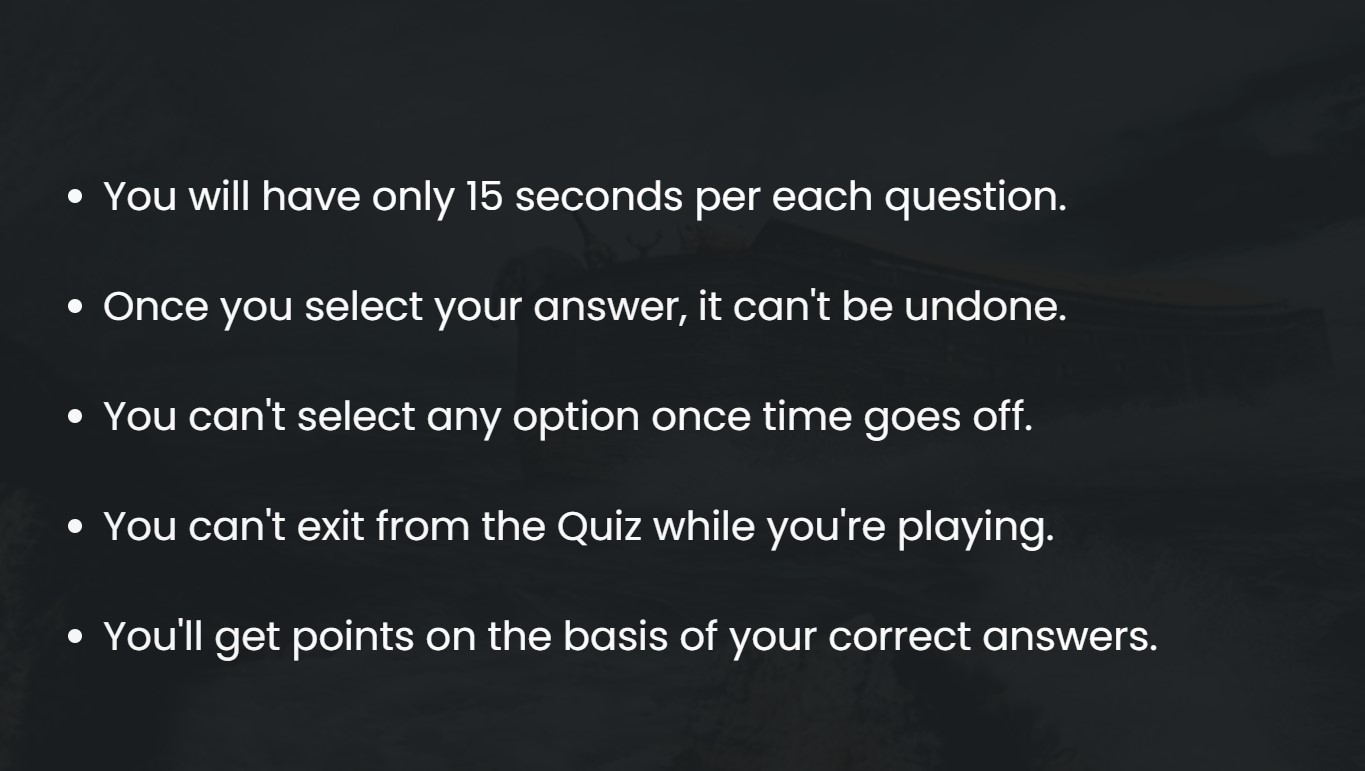 • You will have only 15 seconds per each question.
• Once you select your answer, it can't be undone.
• You can't select any option once time goes off.
• You can't exit from the Quiz while you're playing.
• You'll get points on the basis of your correct answers.